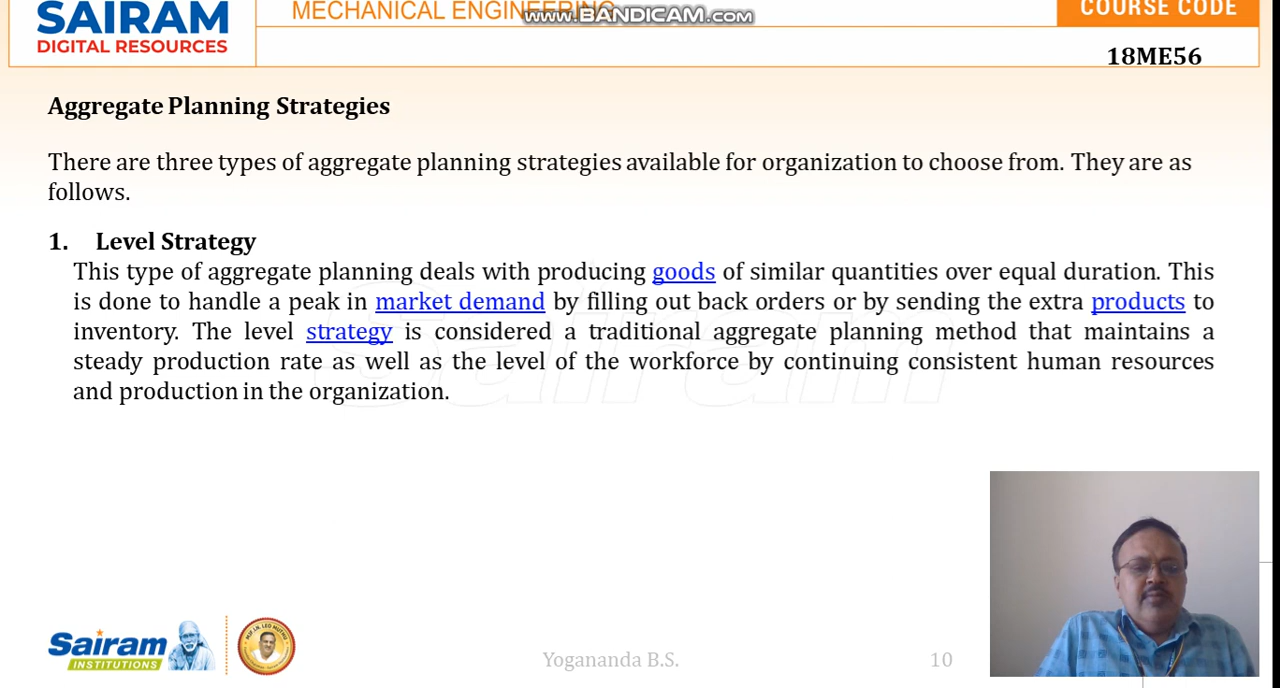 SAIRAM
DIGITAL RESOURCES
MECHANICAL ENGINEERING
www.BANDICAM.com
COURSE CODE
18ME56
Aggregate Planning Strategies
There are three types of aggregate planning strategies available for organization to choose from. They are as
follows.
1. Level Strategy
This type of aggregate planning deals with producing goods of similar quantities over equal duration. This
is done to handle a peak in market demand by filling out back orders or by sending the extra products to
inventory. The level strategy is considered a traditional aggregate planning method that maintains a
steady production rate as well as the level of the workforce by continuing consistent human resources
and production in the organization.
Sairam
Sairam
INSTITUTIONS
Yogananda B.S.
10